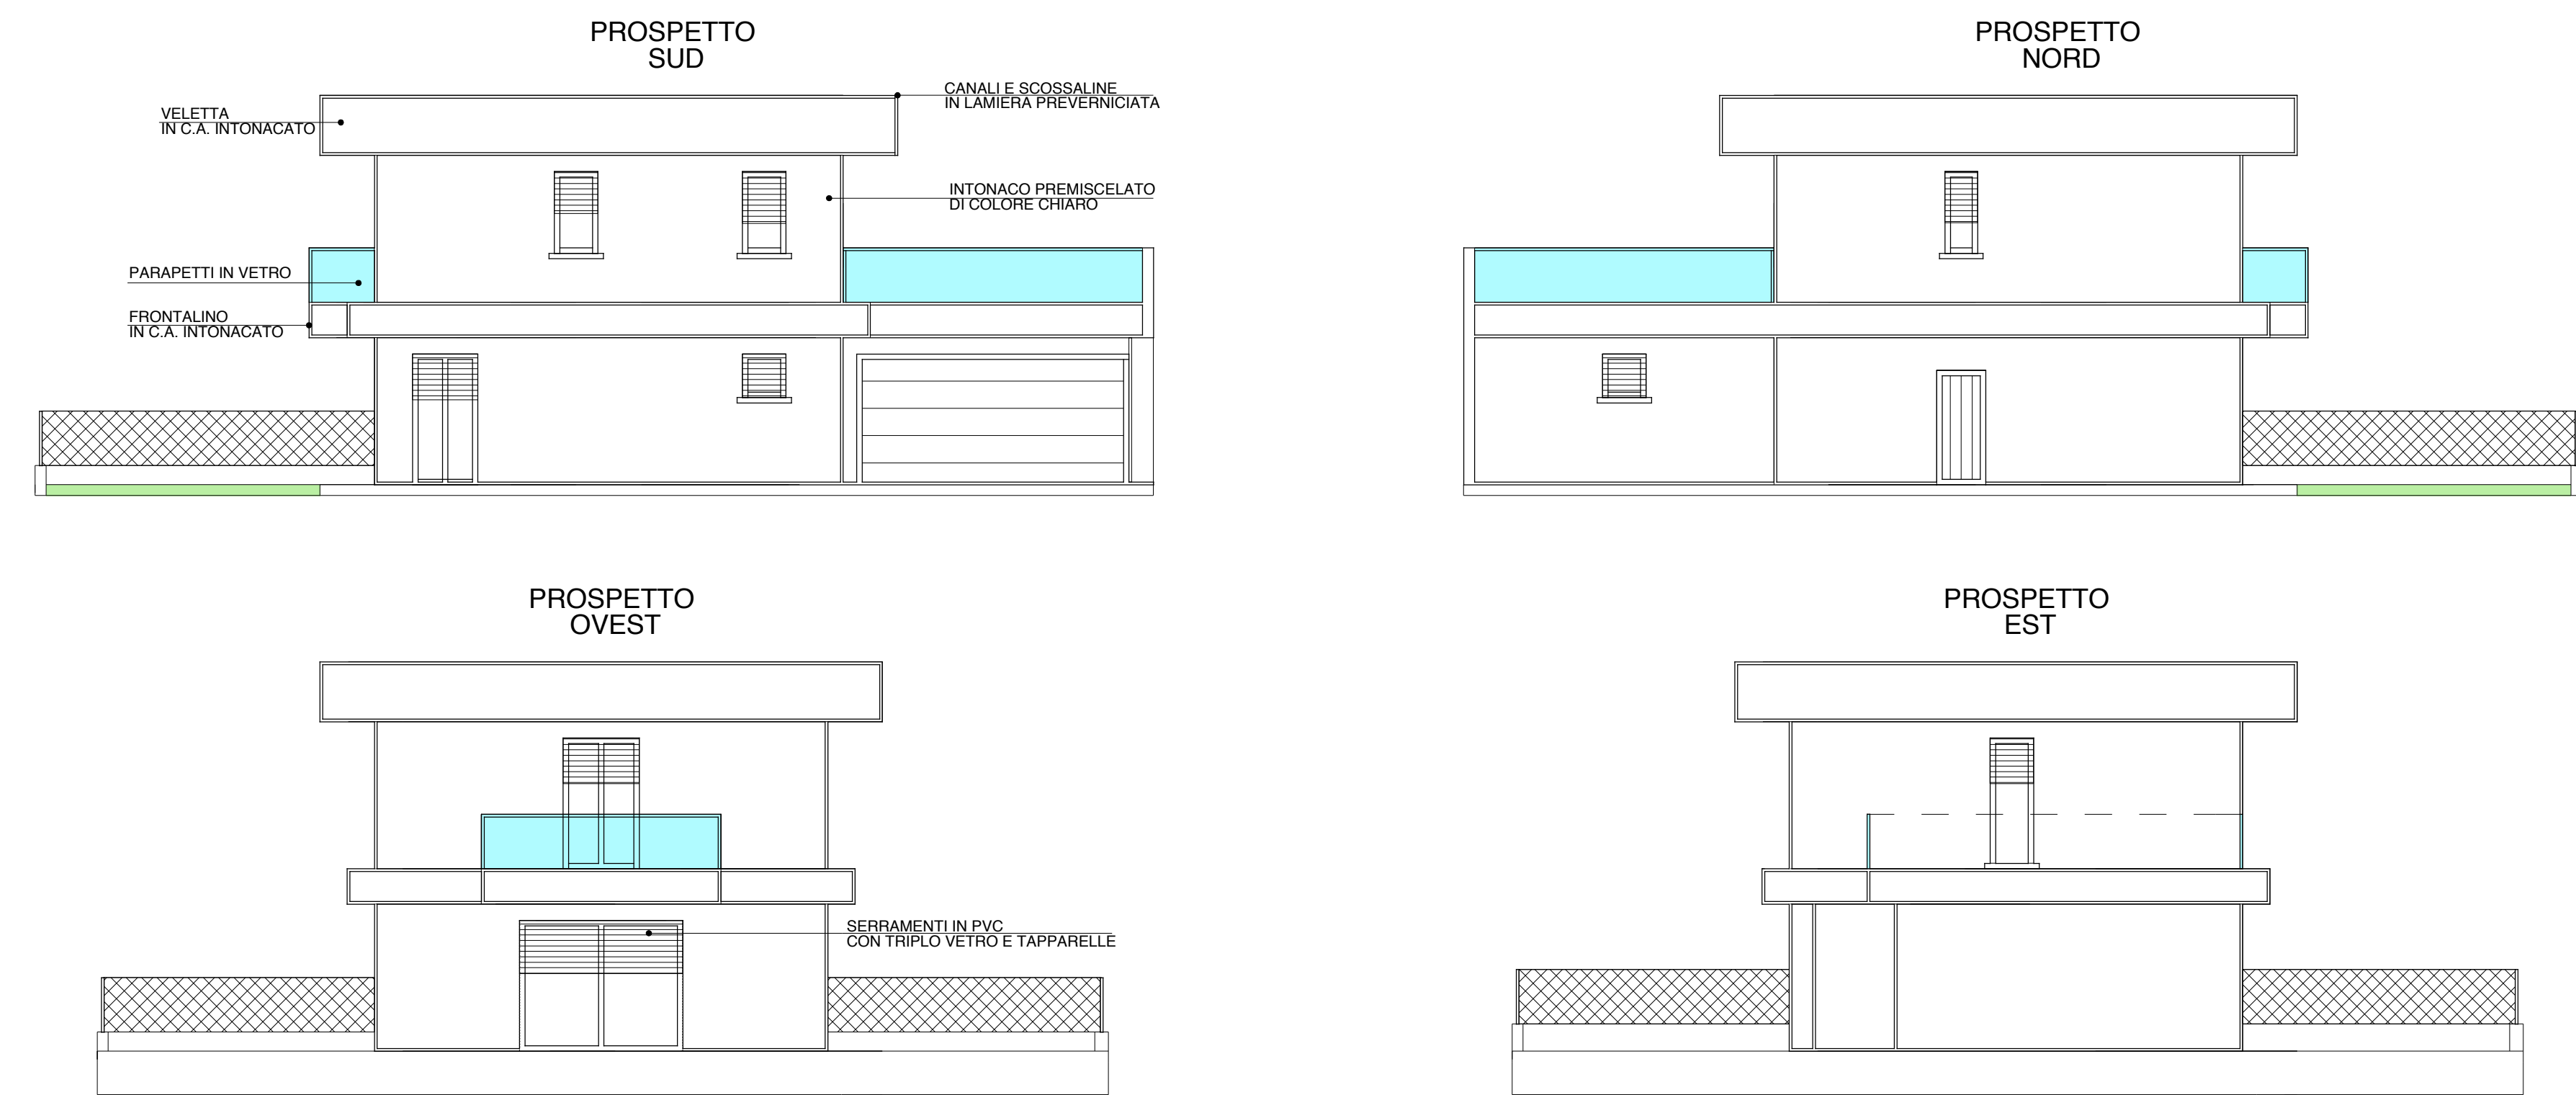 PROSPETTO
SUD
PROSPETTO
NORD
CANALI E SCOSSALINE
IN LAMIERA PREVERNICIATA
VELETTA
IN C.A. INTONACATO
INTONACO PREMISCELATO
DI COLORE CHIARO
PARAPETTI IN VETRO
FRONTALINO
IN C.A. INTONACATO
PROSPETTO
OVEST
PROSPETTO
EST
SERRAMENTI IN PVC
CON TRIPLO VETRO E TAPPARELLE